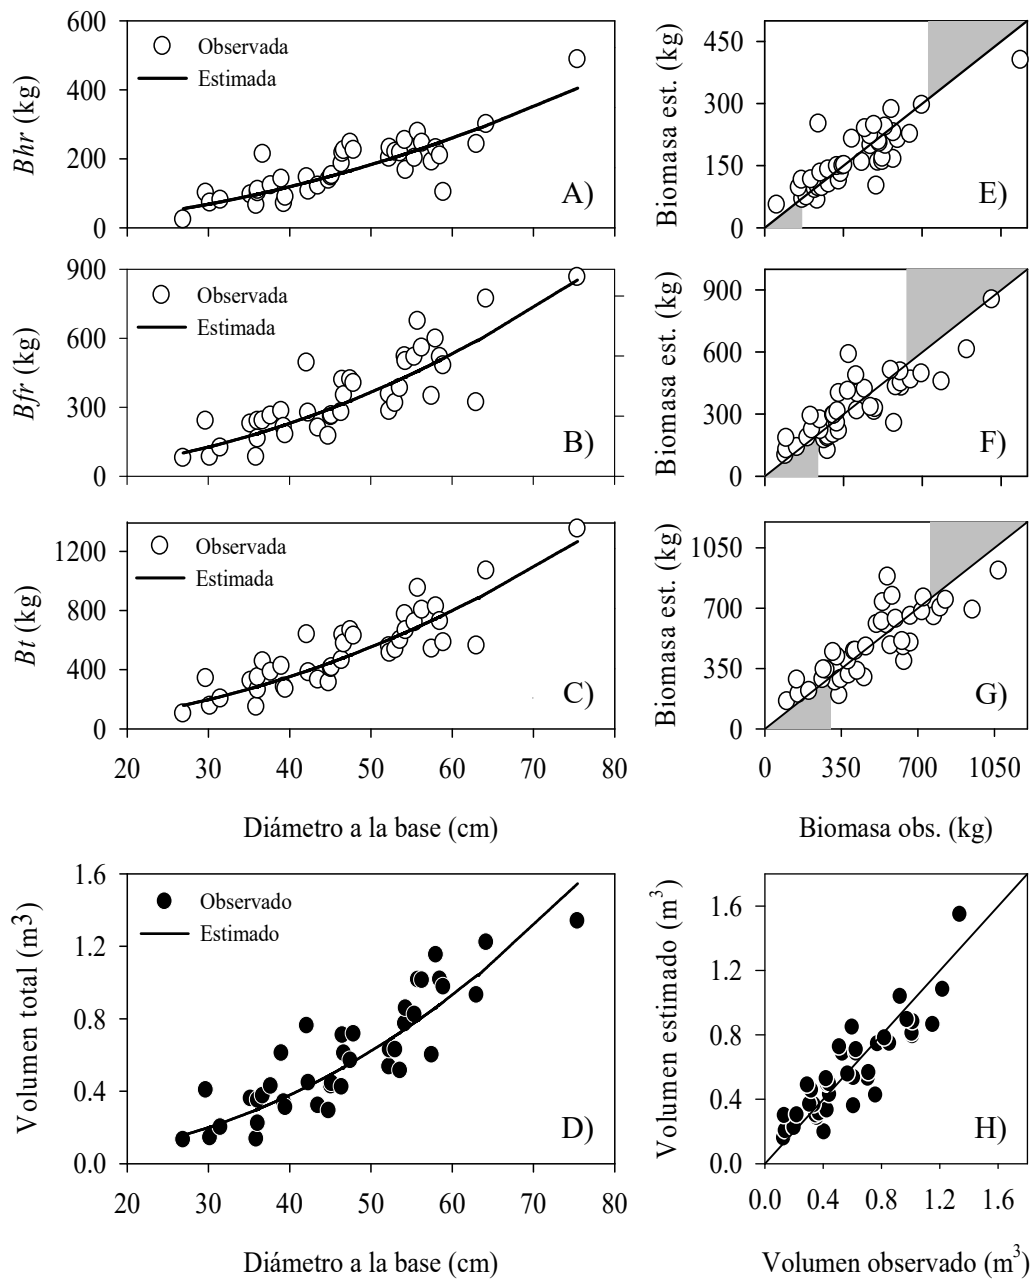 600
400
200
0
Bhr (kg)
Observada
Estimada
A)
450
300
150
0
Biomasa est. (kg)
E)
900
600
300
0
Bfr (kg)
Observada
Estimada
B)
900
600
300
0
Biomasa est. (kg)
F)
1200
800
400
0
Bt (kg)
Observada
Estimada
C)
20 30 40 50 60 70 80
Diámetro a la base (cm)
1050
700
350
0
Biomasa est. (kg)
G)
0 350 700 1050
Biomasa obs. (kg)
1.6
1.2
0.8
0.4
0.0
Volumen total (m3)
Observado
Estimado
D)
20 30 40 50 60 70 80
Diámetro a la base (cm)
1.6
1.2
0.8
0.4
0.0
Volumen estimado (m3)
H)
0.0 0.4 0.8 1.2 1.6
Volumen observado (m3)